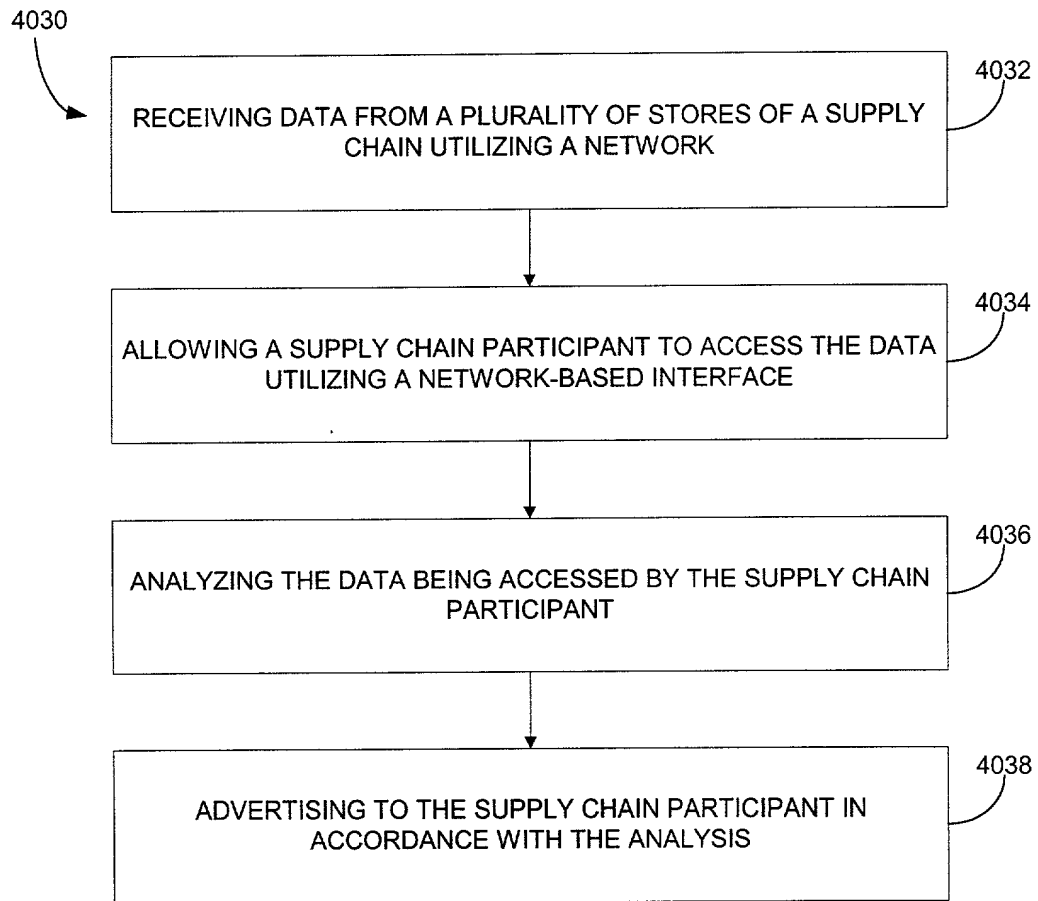 4030
4032
RECEIVING DATA FROM A PLURALITY OF STORES OF A SUPPLY
CHAIN UTILIZING A NETWORK
4034
ALLOWING A SUPPLY CHAIN PARTICIPANT TO ACCESS THE DATA
UTILIZING A NETWORK-BASED INTERFACE
4036
ANALYZING THE DATA BEING ACCESSED BY THE SUPPLY CHAIN
PARTICIPANT
4038
ADVERTISING TO THE SUPPLY CHAIN PARTICIPANT IN
ACCORDANCE WITH THE ANALYSIS